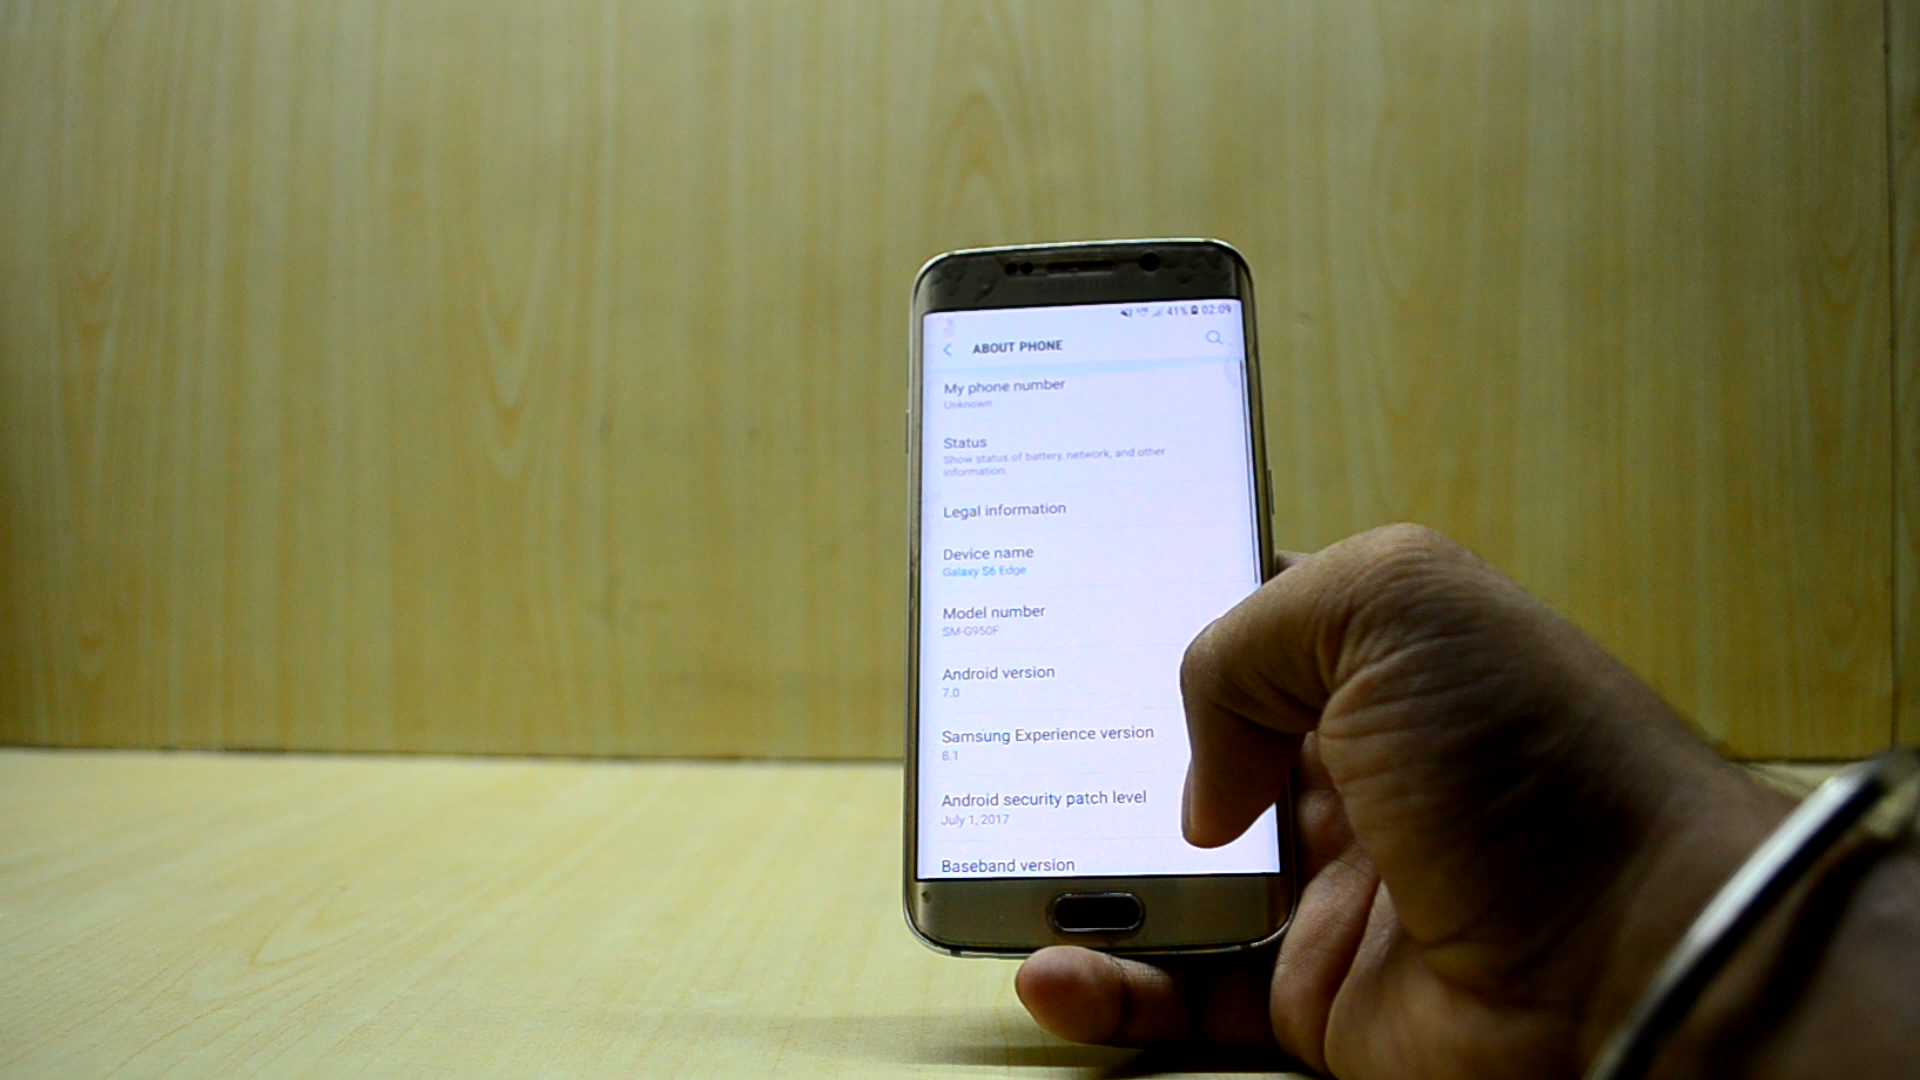 SAMSUNG
41% 02:09
ABOUT PHONE
My phone number
Unknown
Status
Show status of battery, network, and other
information
Legal information
Device name
Galaxy S6 Edge
Model number
SM-G950F
Android version
7.0
Samsung Experience version
8.1
Android security patch level
July 1, 2017
Baseband version